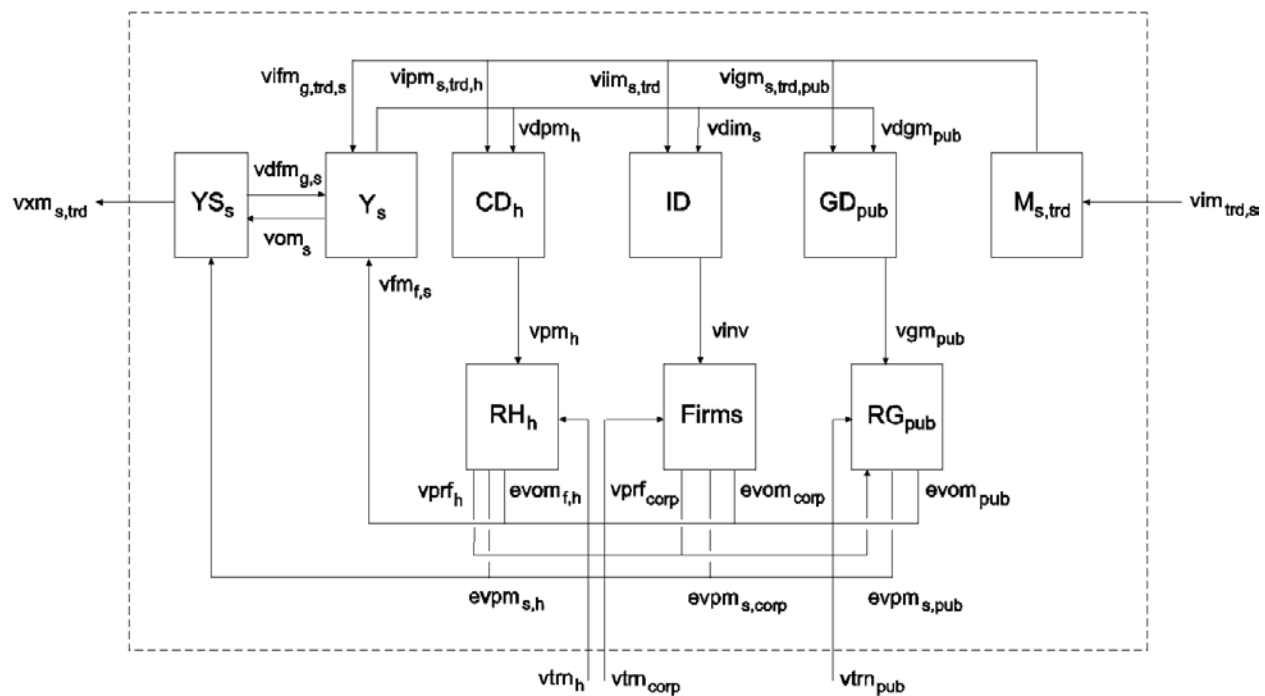 vifm g,trd,s
vipm s,trd,h
viim s,trd
vigm s,trd,pub
vdpm h
vdim s
vdgm pub
vdfm g,s
YS s
Y s
CD h
ID
GD pub
M s,trd
vxm s,trd
vim trd,s
vom s
vfm f,s
vpm h
vinv
vgm pub
RH h
Firms
RG pub
vprf h
evom f,h
vprf corp
evom corp
evom pub
evpm s,h
evpm s,corp
evpm s,pub
vtrn h
vtrn corp
vtrn pub